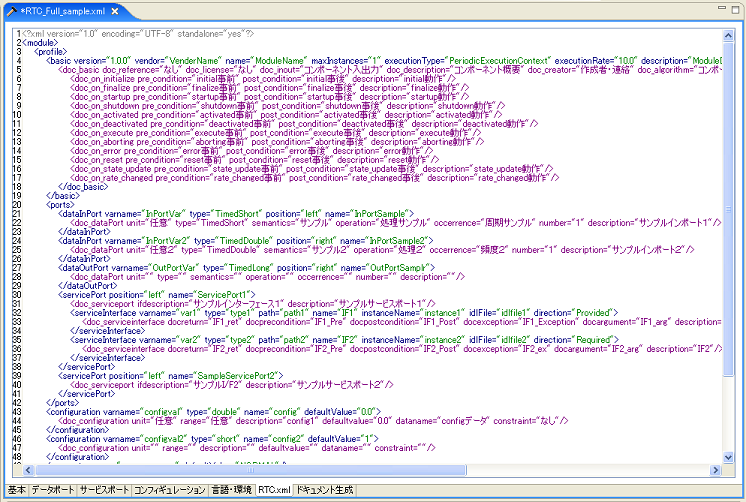 *RTC_Full_sample.xml
1<?xml version="1.0" encoding="UTF-8" standalone="yes"?>
2<module>
3 <profile>
4 <basic version="1.0.0" vendor="VenderName" name="ModuleName" maxInstances="1" executionType="PeriodicExecutionContext" executionRate="10.0" description="ModuleD
5 <doc_basic doc_reference="なし" doc_license="なし" doc_inout="コンポーネント入出力" doc_description="コンポーネント概要" doc_creator="作成者・連絡" doc_algorithm="コンポ
6 <doc_on_initialize pre_condition="initial事前" post_condition="initial事後" description="initial動作"/>
7 <doc_on_finalize pre_condition="finalize事前" post_condition="finalize事後" description="finalize動作"/>
8 <doc_on_startup pre_condition="startup事前" post_condition="startup事後" description="startup動作"/>
9 <doc_on_shutdown pre_condition="shutdown事前" post_condition="shutdown事後" description="shutdown動作"/>
10 <doc_on_activated pre_condition="activated事前" post_condition="activated事後" description="activated動作"/>
11 <doc_on_deactivated pre_condition="deactivated事前" post_condition="deactivated事後" description="deactivated動作"/>
12 <doc_on_execute pre_condition="execute事前" post_condition="execute事後" description="execute動作"/>
13 <doc_on_aborting pre_condition="aborting事前" post_condition="aborting事後" description="aborting動作"/>
14 <doc_on_error pre_condition="error事前" post_condition="error事後" description="error動作"/>
15 <doc_on_reset pre_condition="reset事前" post_condition="reset事後" description="reset動作"/>
16 <doc_on_state_update pre_condition="state_update事前" post_condition="state_update事後" description="state_update動作"/>
17 <doc_on_rate_changed pre_condition="rate_changed事前" post_condition="rate_changed事後" description="rate_changed動作"/>
18 </doc_basic>
19 </basic>
20 <ports>
21 <dataInPort varname="InPortVar" type="TimedShort" position="left" name="InPortSample">
22 <doc_dataPort unit="任意" type="TimedShort" semantics="サンプル" operation="処理サンプル" occerrence="周期サンプル" number="1" description="サンプルインポート1"/>
23 </dataInPort>
24 <dataInPort varname="InPortVar2" type="TimedDouble" position="right" name="InPortSample2">
25 <doc_dataPort unit="任意2" type="TimedDouble" semantics="サンプル2" operation="処理2" occerrence="頻度2" number="1" description="サンプルインポート2"/>
26 </dataInPort>
27 <dataOutPort varname="OutPortVar" type="TimedLong" position="right" name="OutPortSamplr">
28 <doc_dataPort unit="" type="" semantics="" operation="" occerrence="" number="" description=""/>
29 </dataOutPort>
30 <servicePort position="left" name="ServicePort1">
31 <doc_serviceport ifdescription="サンプルインターフェース1" description="サンプルサービスポート1"/>
32 <serviceInterface varname="var1" type="type1" path="path1" name="IF1" instanceName="instance1" idlFile="idlfile1" direction="Provided">
33 <doc_serviceinterface docreturn="IF1_ret" docprecondition="IF1_Pre" docpostcondition="IF1_Post" docexception="IF1_Exception" docargument="IF1_arg" description=
34 </serviceInterface>
35 <serviceInterface varname="var2" type="type2" path="path2" name="IF2" instanceName="instance2" idlFile="idlfile2" direction="Required">
36 <doc_serviceinterface docreturn="IF2_ret" docprecondition="IF2_Pre" docpostcondition="IF2_Post" docexception="IF2_ex" docargument="IF2_arg" description="IF2"/>
37 </serviceInterface>
38 </servicePort>
39 <servicePort position="left" name="SampleServicePort2">
40 <doc_serviceport ifdescription="サンプルI/F2" description="サンプルサービスポート2"/>
41 </servicePort>
42 </ports>
43 <configuration varname="configval" type="double" name="config" defaultValue="0.0">
44 <doc_configuration unit="任意" range="任意" description="config1" defaultvalue="0.0" dataname="configデータ" constraint="なし"/>
45 </configuration>
46 <configuration varname="configval2" type="short" name="config2" defaultValue="1">
47 <doc_configuration unit="" range="" description="" defaultvalue="" dataname="" constraint=""/>
48 </configuration>
基本 データポート サービスポート コンフィギュレーション 言語・環境 RTC.xml ドキュメント生成